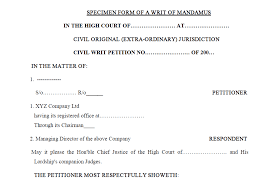 SPECIMEN FORM OF A WRIT OF MANDAMUS
IN THE HIGH COURT OF……………AT…………
CIVIL ORIGINAL (EXTRA-ORDINARY) JURISDICTION
CIVIL WRIT PETITION NO………….OF 200…
IN THE MATTER OF:
1. -------------
S/o………..R/o……….. PETITIONER
1. XYZ Company Ltd
having its registered office at…………
Through its Chairman____
2. Managing Director of the above Company RESPONDENT
May it please the Hon'ble Chief Justice of the High Court of…………and His
Lordship's companion Judges.
THE PETITIONER MOST RESPECTFULLY SHOWETH: